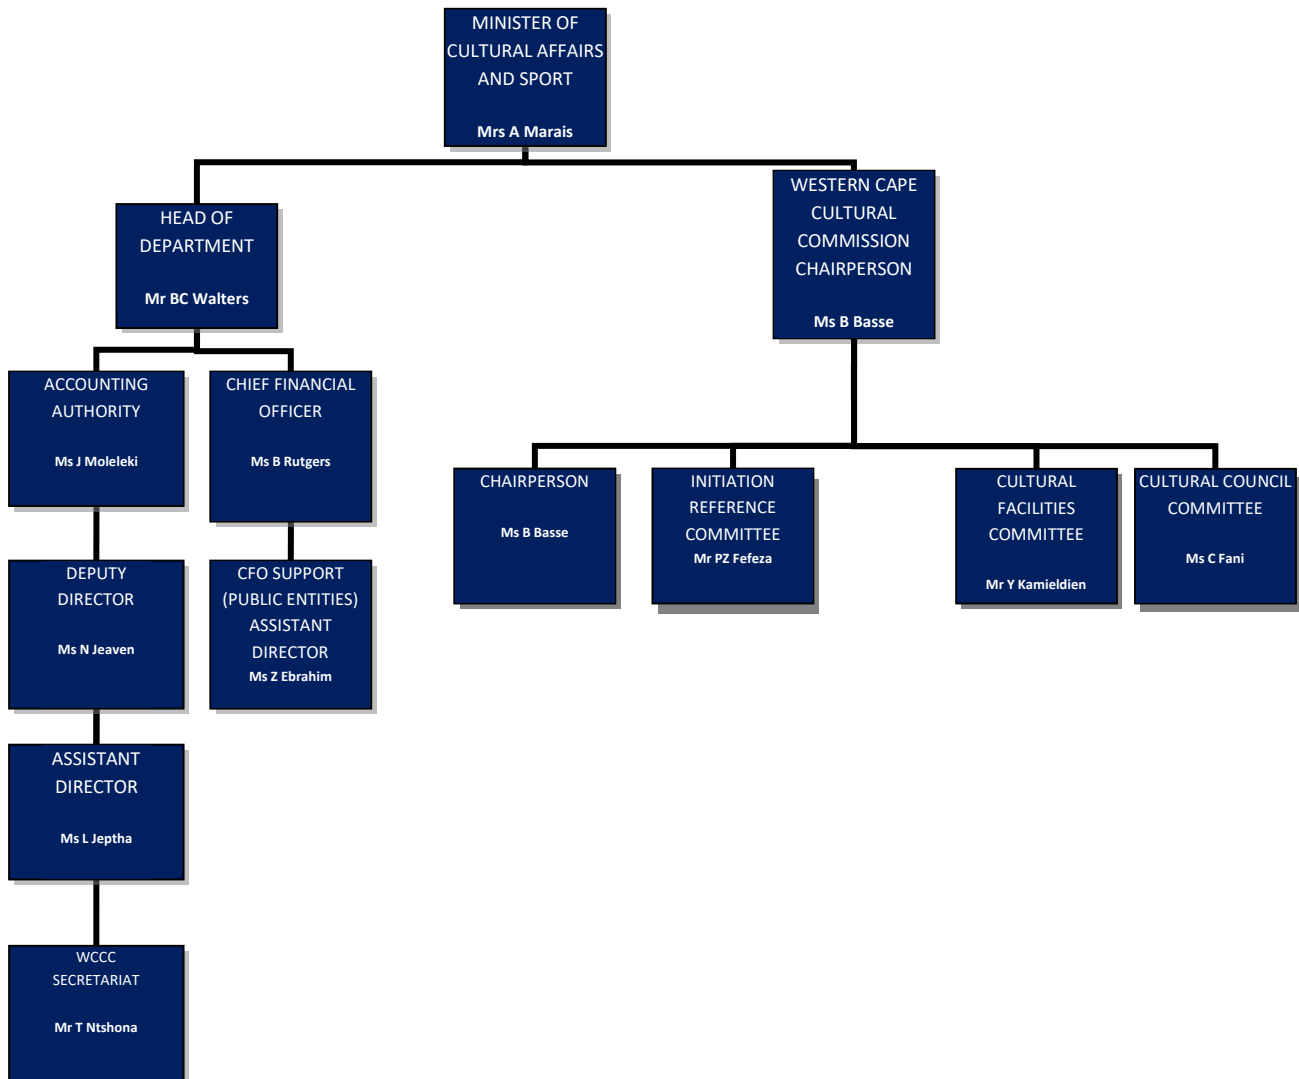 MINISTER OF
CULTURAL AFFAIRS
AND SPORT
Mrs A Marais
HEAD OF
DEPARTMENT
Mr BC Walters
WESTERN CAPE
CULTURAL
COMMISSION
CHAIRPERSON
Ms B Basse
ACCOUNTING
AUTHORITY
Ms J Moleleki
CHIEF FINANCIAL
OFFICER
Ms B Rutgers
CHAIRPERSON
Ms B Basse
INITIATION
REFERENCE
COMMITTEE
Mr PZ Fefeza
CULTURAL
FACILITIES
COMMITTEE
Mr Y Kamieldien
CULTURAL COUNCIL
COMMITTEE
Ms C Fani
DEPUTY
DIRECTOR
Ms N Jeaven
CFO SUPPORT
(PUBLIC ENTITIES)
ASSISTANT
DIRECTOR
Ms Z Ebrahim
ASSISTANT
DIRECTOR
Ms L Jeptha
WCCC
SECRETARIAT
Mr T Ntshona